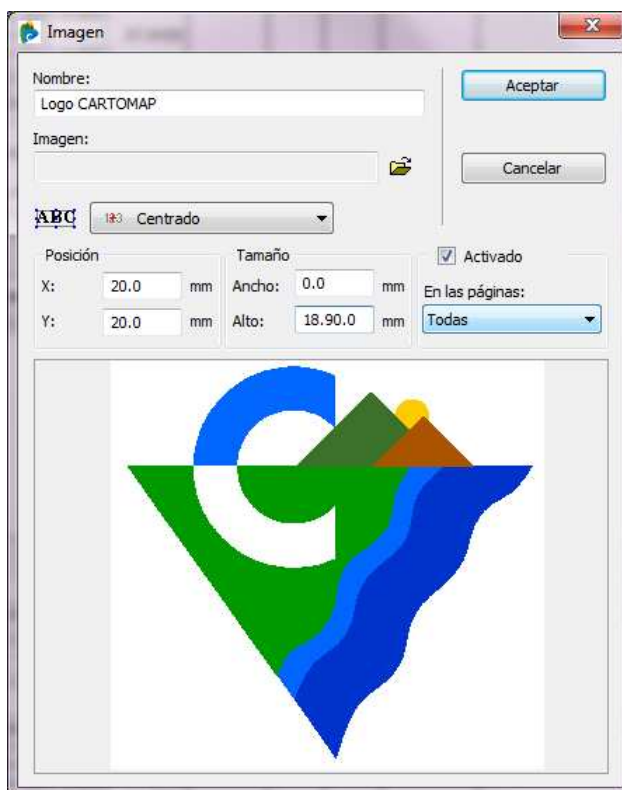 Imagen
Nombre:
Logo CARTOMAP
Aceptar
Imagen:
Cancelar
ABC 123 Centrado
Posición Tamaño Activado
X: 20.0 mm Ancho: 0.0 mm En las páginas:
Y: 20.0 mm Alto: 18.90.0 mm Todas